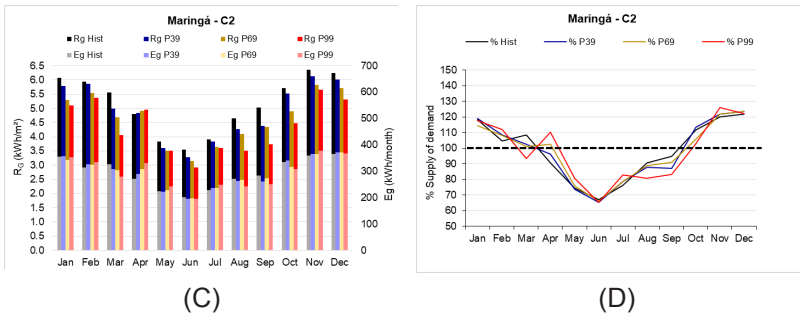 Maringá - C2
Rg Hist Rg P39 Rg P69 Rg P99
Eg Hist Eg P39 Eg P69 Eg P99
6.5
6.0
5.5
5.0
4.5
4.0
3.5
3.0
2.5
2.0
1.5
1.0
0.5
0.0
RG (kWh/m²)
700
600
500
400
300
200
100
0
Eg (kWh/month)
Jan Feb Mar Apr May Jun Jul Aug Sep Oct Nov Dec
(C)
Maringá - C2
% Hist % P39 % P69 % P99
150
140
130
120
110
100
90
80
70
60
50
% Supply of demand
Jan Feb Mar Apr May Jun Jul Aug Sep Oct Nov Dec
(D)